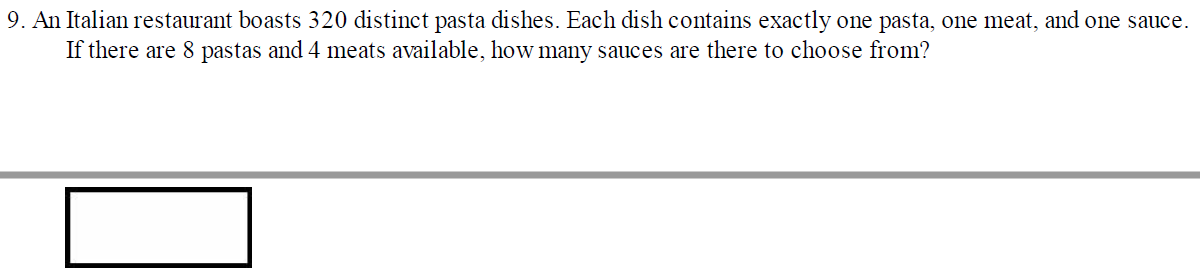 9. An Italian restaurant boasts 320 distinct pasta dishes. Each dish contains exactly one pasta, one meat, and one sauce.
If there are 8 pastas and 4 meats available, how many sauces are there to choose from?